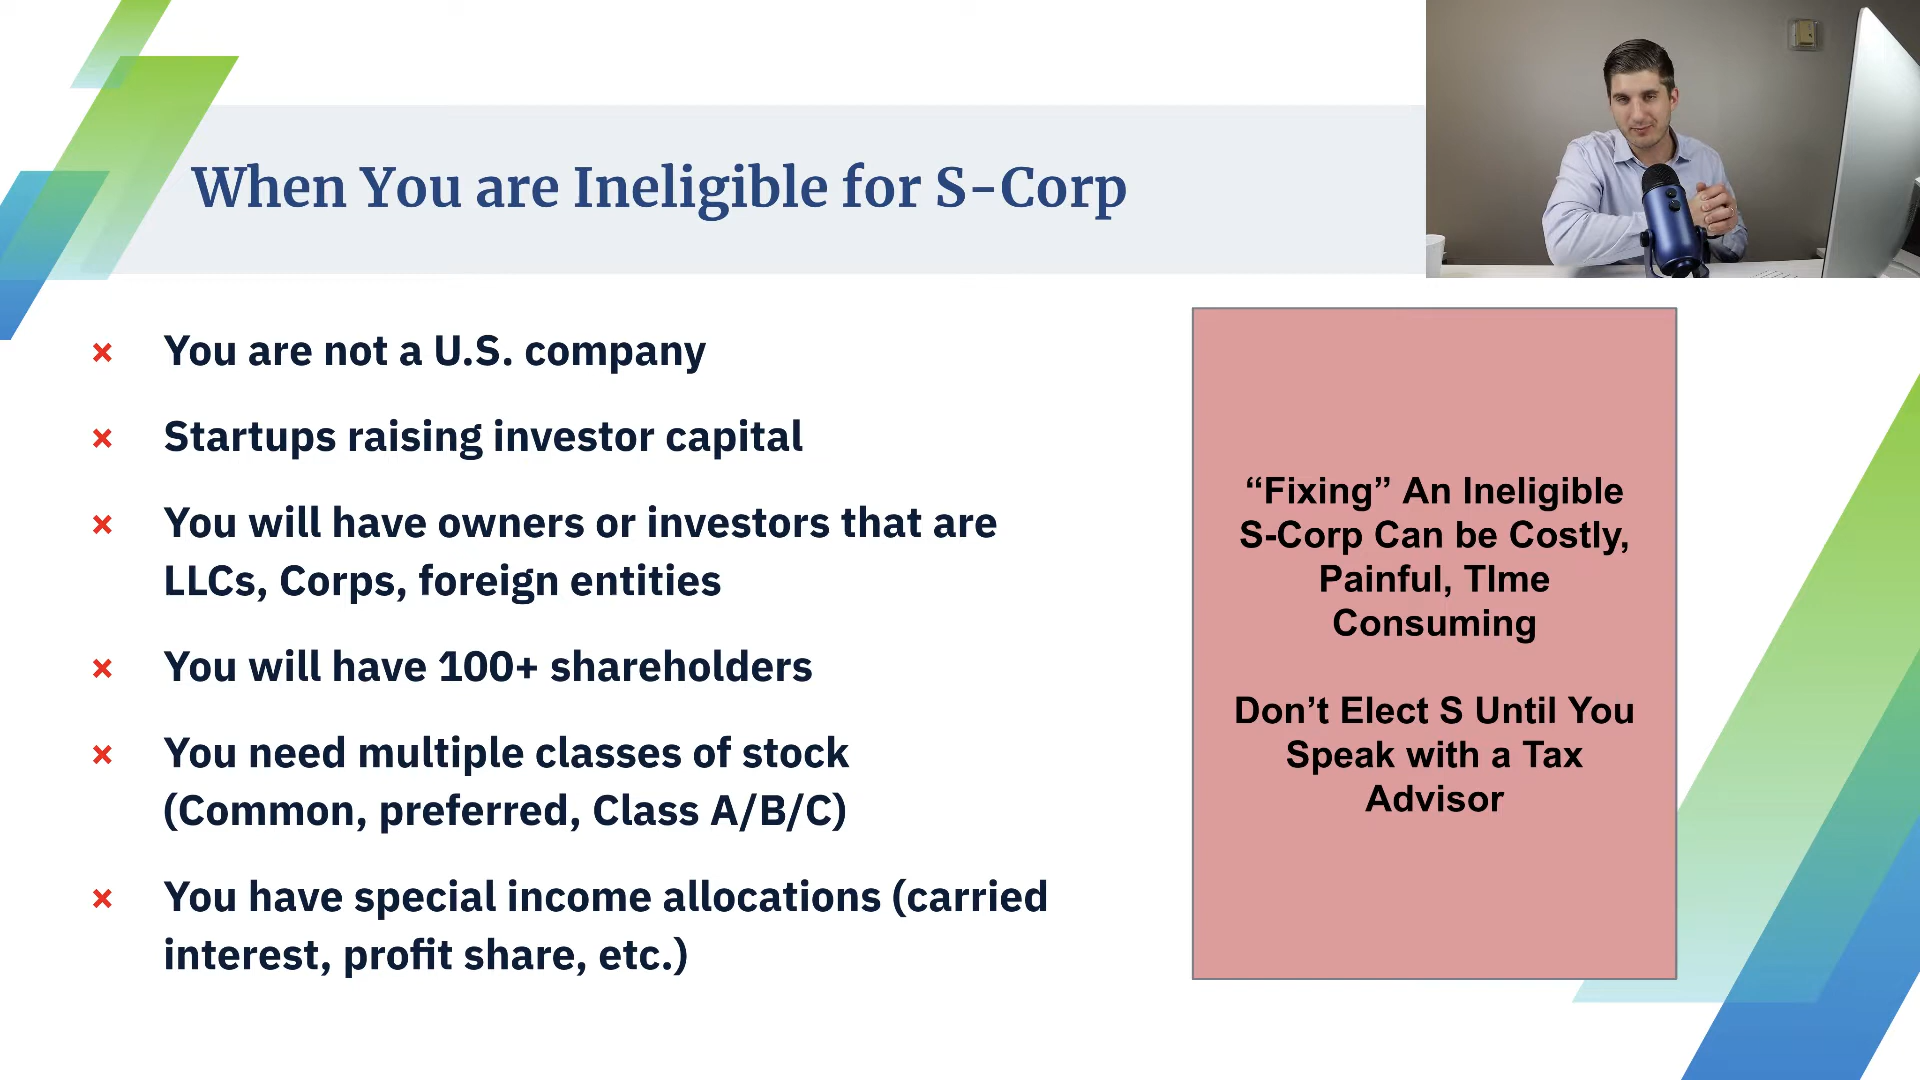 When You are Ineligible for S-Corp
× You are not a U.S. company
× Startups raising investor capital
× You will have owners or investors that are
LLCs, Corps, foreign entities
× You will have 100+ shareholders
× You need multiple classes of stock
(Common, preferred, Class A/B/C)
× You have special income allocations (carried
interest, profit share, etc.)
“Fixing” An Ineligible
S-Corp Can be Costly,
Painful, TIme
Consuming
Don’t Elect S Until You
Speak with a Tax
Advisor